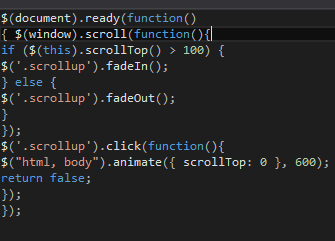 $(document).ready(function()
{ $(window).scroll(function(){
if ($(this).scrollTop() > 100) {
$('.scrollup').fadeIn();
} else {
$('.scrollup').fadeOut();
}
});
$('.scrollup').click(function(){
$("html, body").animate({ scrollTop: 0 }, 600);
return false;
});
});